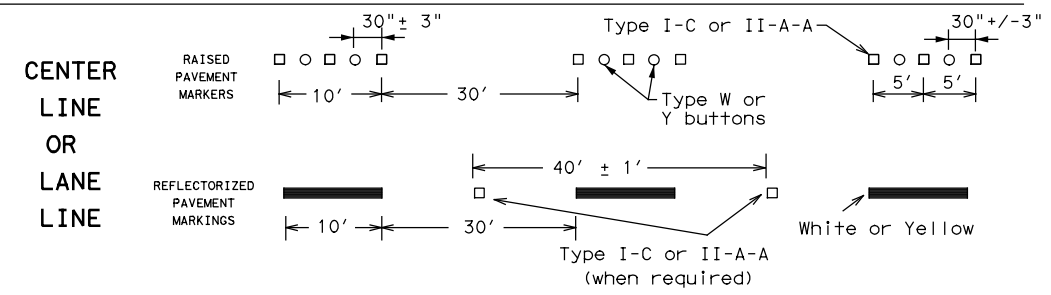 30"± 3"
Type I-C or II-A-A
30"+/-3"
CENTER
LINE
OR
LANE
LINE
RAISED
PAVEMENT
MARKERS
10'
30'
Type W or
Y buttons
5'
5'
40' ± 1'
REFLECTORIZED
PAVEMENT
MARKINGS
10'
30'
Type I-C or II-A-A
(when required)
White or Yellow